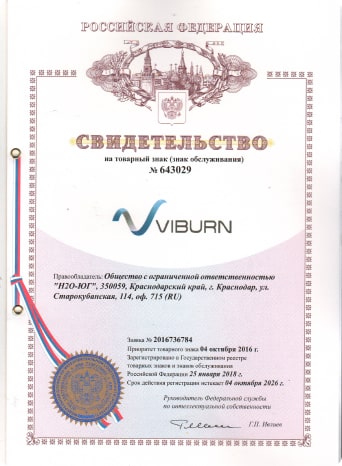 РОССИЙСКАЯ ФЕДЕРАЦИЯ
СВИДЕТЕЛЬСТВО
на товарный знак (знак обслуживания)
№ 643029
VIBURN
Правообладатель: Общество с ограниченной ответственностью
"Н2О-ЮГ", 350059, Краснодарский край, г. Краснодар, ул.
Старокубанская, 114, оф. 715 (RU)
Заявка № 2016736784
Приоритет товарного знака 04 октября 2016 г.
Зарегистрировано в Государственном реестре
товарных знаков и знаков обслуживания
Российской Федерации 25 января 2018 г.
Срок действия регистрации истекает 04 октября 2026 г.
Руководитель Федеральной службы
по интеллектуальной собственности
Г.П. Ивлиев